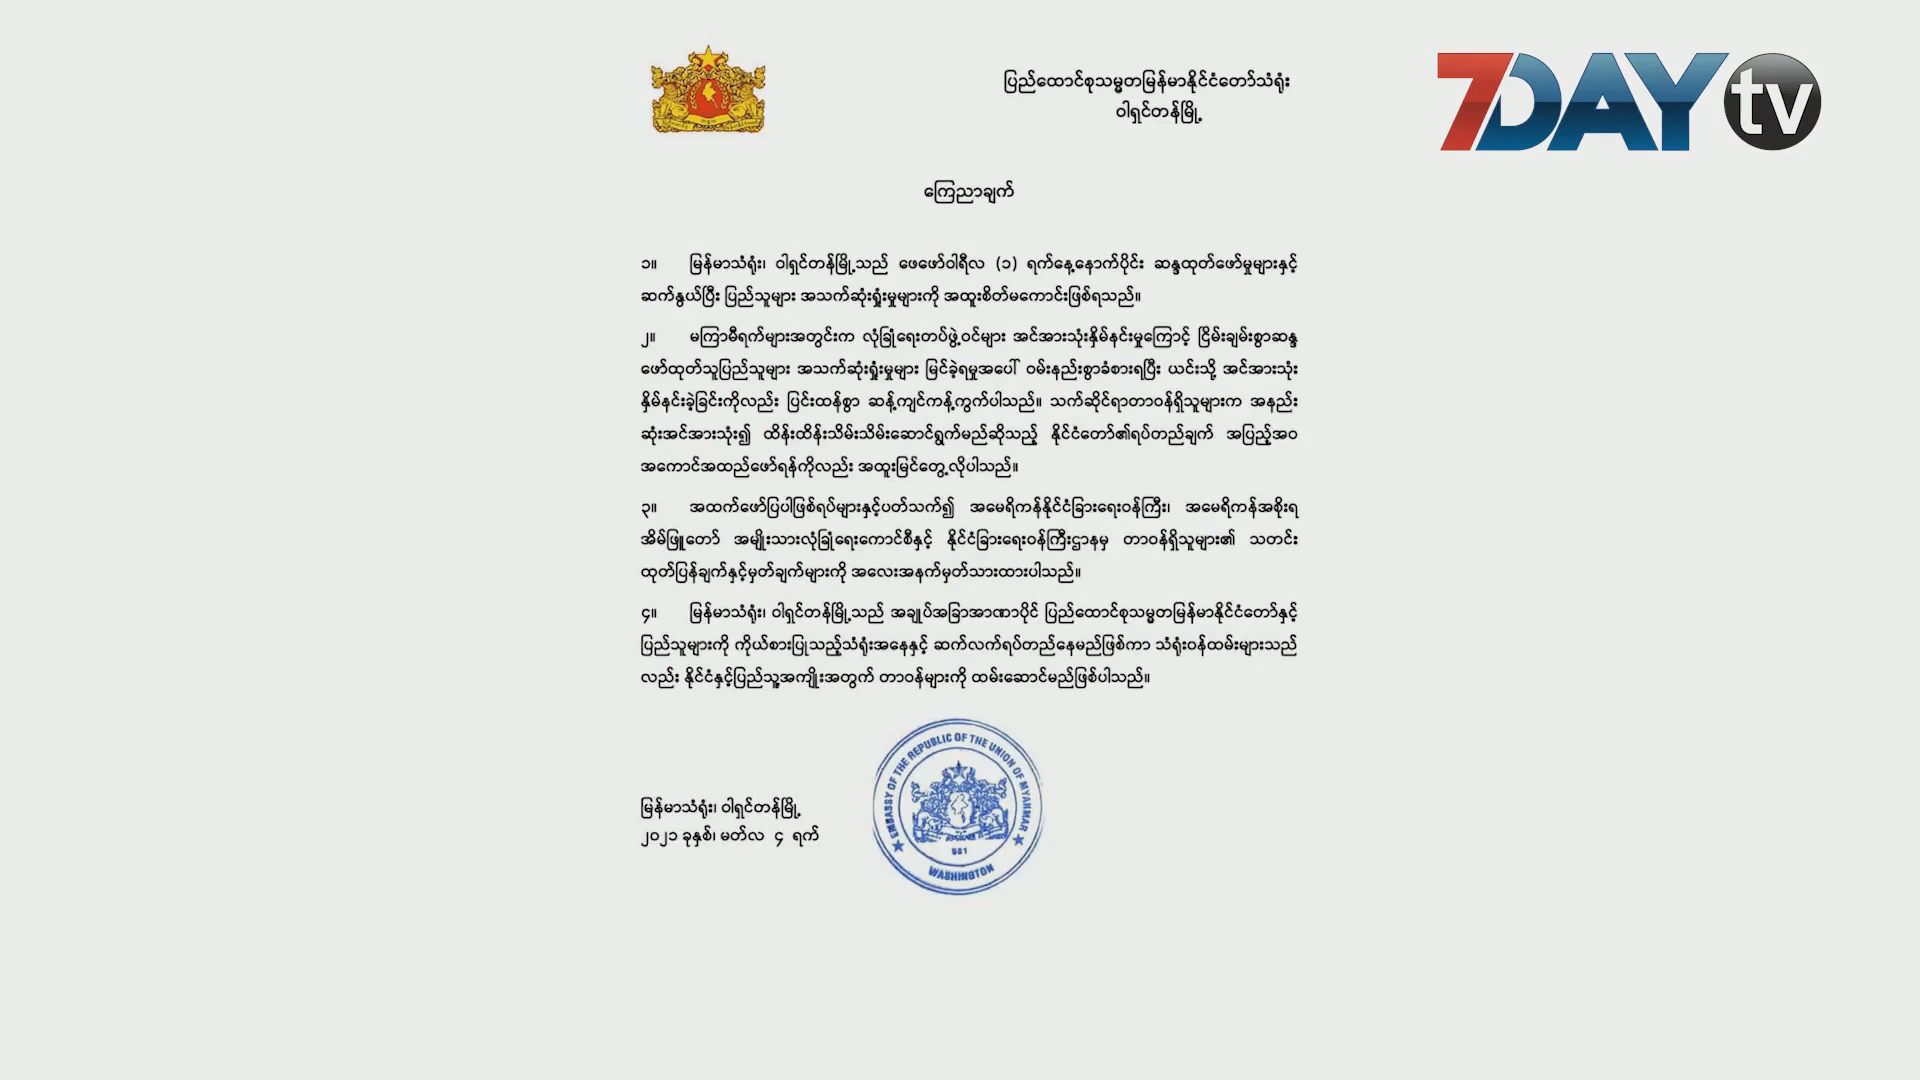 ပြည်ထောင်စုသမ္မတမြန်မာနိုင်ငံတော်သံရုံး
ဝါရှင်တန်မြို့
7DAY tv
ကြေညာချက်
၁။ မြန်မာသံရုံး၊ ဝါရှင်တန်မြို့သည် ဖေဖော်ဝါရီလ (၁) ရက်နေ့နောက်ပိုင်း ဆန္ဒထုတ်ဖော်မှုများနှင့်
ဆက်နွယ်ပြီး ပြည်သူများ အသက်ဆုံးရှုံးမှုများကို အထူးစိတ်မကောင်းဖြစ်ရသည်။
၂။ မကြာမီရက်များအတွင်းက လုံခြုံရေးတပ်ဖွဲ့ဝင်များ အင်အားသုံးနှိမ်နင်းမှုကြောင့် ငြိမ်းချမ်းစွာဆန္ဒ
ဖော်ထုတ်သူပြည်သူများ အသက်ဆုံးရှုံးမှုများ မြင်ခဲ့ရမှုအပေါ် ဝမ်းနည်းစွာခံစားရပြီး ယင်းသို့ အင်အားသုံး
နှိမ်နင်းခဲ့ခြင်းကိုလည်း ပြင်းထန်စွာ ဆန့်ကျင်ကန့်ကွက်ပါသည်။ သက်ဆိုင်ရာတာဝန်ရှိသူများက အနည်း
ဆုံးအင်အားသုံး၍ ထိန်းထိန်းသိမ်းသိမ်းဆောင်ရွက်မည်ဆိုသည့် နိုင်ငံတော်၏ရပ်တည်ချက် အပြည့်အဝ
အကောင်အထည်ဖော်ရန်ကိုလည်း အထူးမြင်တွေ့လိုပါသည်။
၃။ အထက်ဖော်ပြပါဖြစ်ရပ်များနှင့်ပတ်သက်၍ အမေရိကန်နိုင်ငံခြားရေးဝန်ကြီး၊ အမေရိကန်အစိုးရ
အိမ်ဖြူတော် အမျိုးသားလုံခြုံရေးကောင်စီနှင့် နိုင်ငံခြားရေးဝန်ကြီးဌာနမှ တာဝန်ရှိသူများ၏ သတင်း
ထုတ်ပြန်ချက်နှင့်မှတ်ချက်များကို အလေးအနက်မှတ်သားထားပါသည်။
၄။ မြန်မာသံရုံး၊ ဝါရှင်တန်မြို့သည် အချုပ်အခြာအာဏာပိုင် ပြည်ထောင်စုသမ္မတမြန်မာနိုင်ငံတော်နှင့်
ပြည်သူများကို ကိုယ်စားပြုသည့်သံရုံးအနေနှင့် ဆက်လက်ရပ်တည်နေမည်ဖြစ်ကာ သံရုံးဝန်ထမ်းများသည်
လည်း နိုင်ငံနှင့်ပြည်သူ့အကျိုးအတွက် တာဝန်များကို ထမ်းဆောင်မည်ဖြစ်ပါသည်။
EMBASSY OF THE REPUBLIC OF THE UNION OF MYANMAR
WASHINGTON
မြန်မာသံရုံး၊ ဝါရှင်တန်မြို့
၂၀၂၁ ခုနှစ်၊ မတ်လ ၄ ရက်